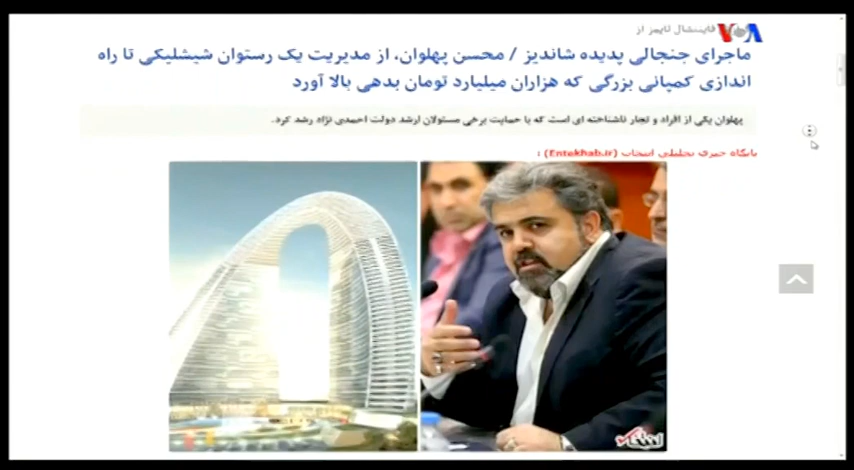 VOA
فایننشال تایمز از
ماجرای جنجالی پدیده شاندیز / محسن پهلوان، از مدیریت یک رستوان شیشلیکی تا راه
اندازی کمپانی بزرگی که هزاران میلیارد تومان بدهی بالا آورد
پهلوان یکی از افراد و تجار ناشناخته ای است که با حمایت برخی مسئولان ارشد دولت احمدی نژاد رشد کرد.
پایگاه خبری تحلیلی انتخاب (Entekhab.ir) :
انتخاب